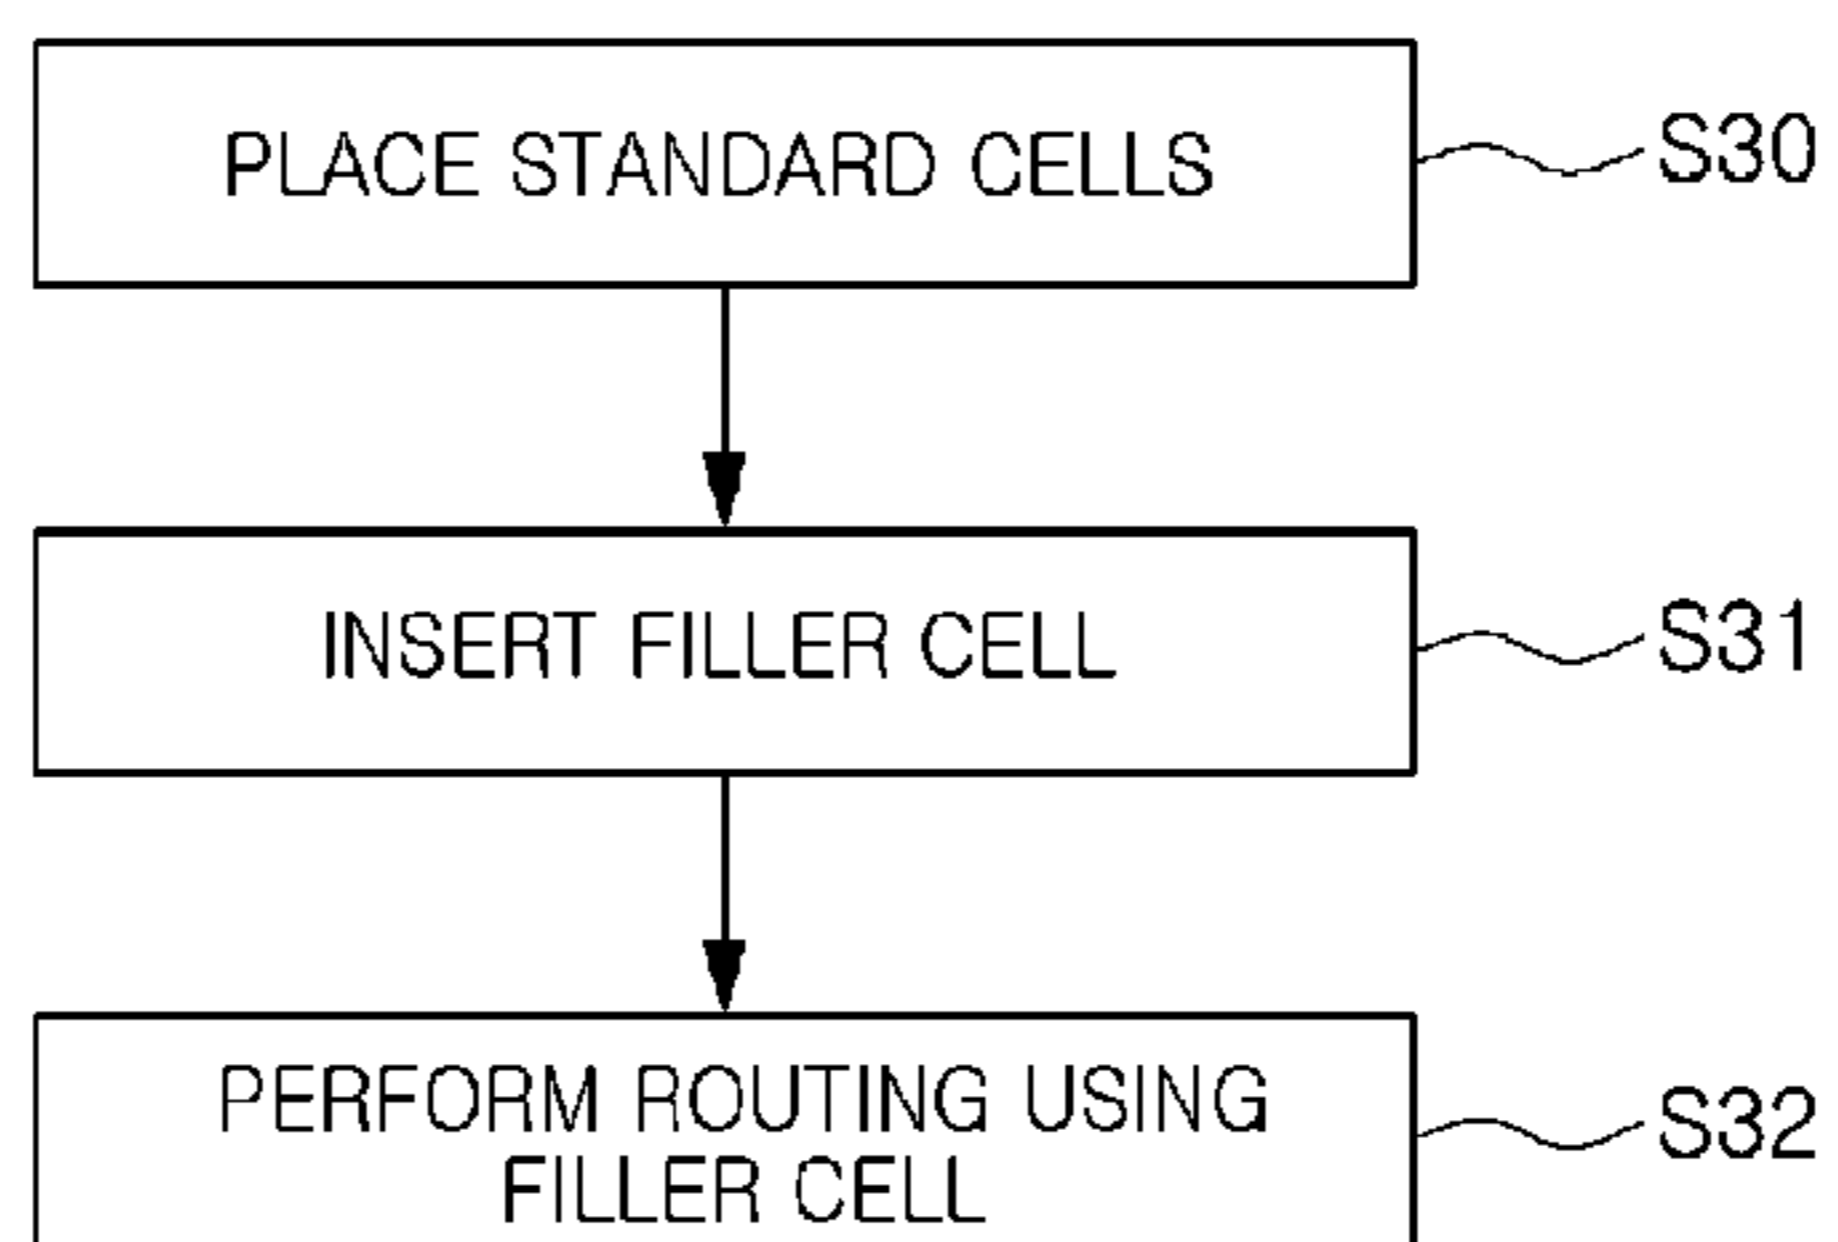 PLACE STANDARD CELLS
S30
INSERT FILLER CELL
S31
PERFORM ROUTING USING
FILLER CELL
S32